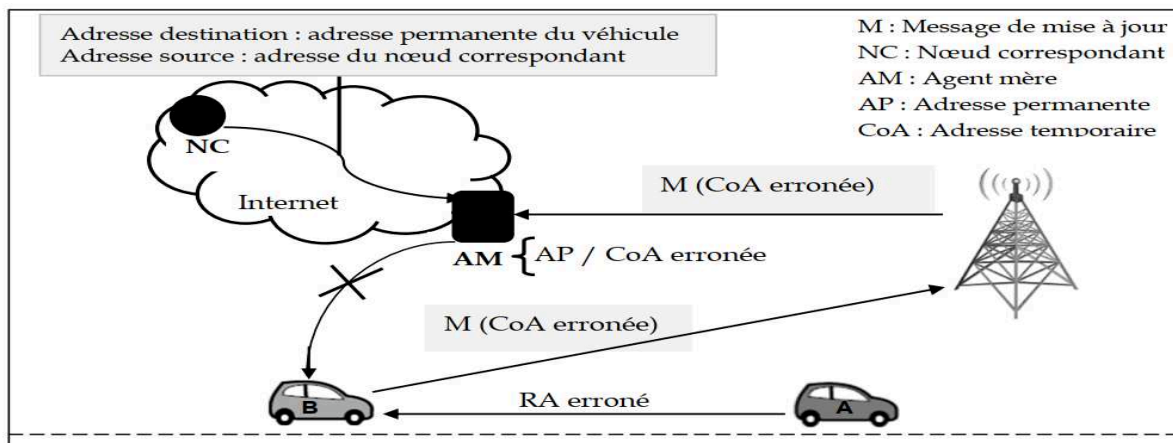 Adresse destination : adresse permanente du véhicule
Adresse source : adresse du nœud correspondant
M : Message de mise à jour
NC : Nœud correspondant
AM : Agent mère
AP : Adresse permanente
CoA : Adresse temporaire
NC
Internet
M (CoA erronée)
AM
AP / CoA erronée
M (CoA erronée)
B
RA erroné
A